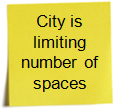 City is
limiting
number of
spaces